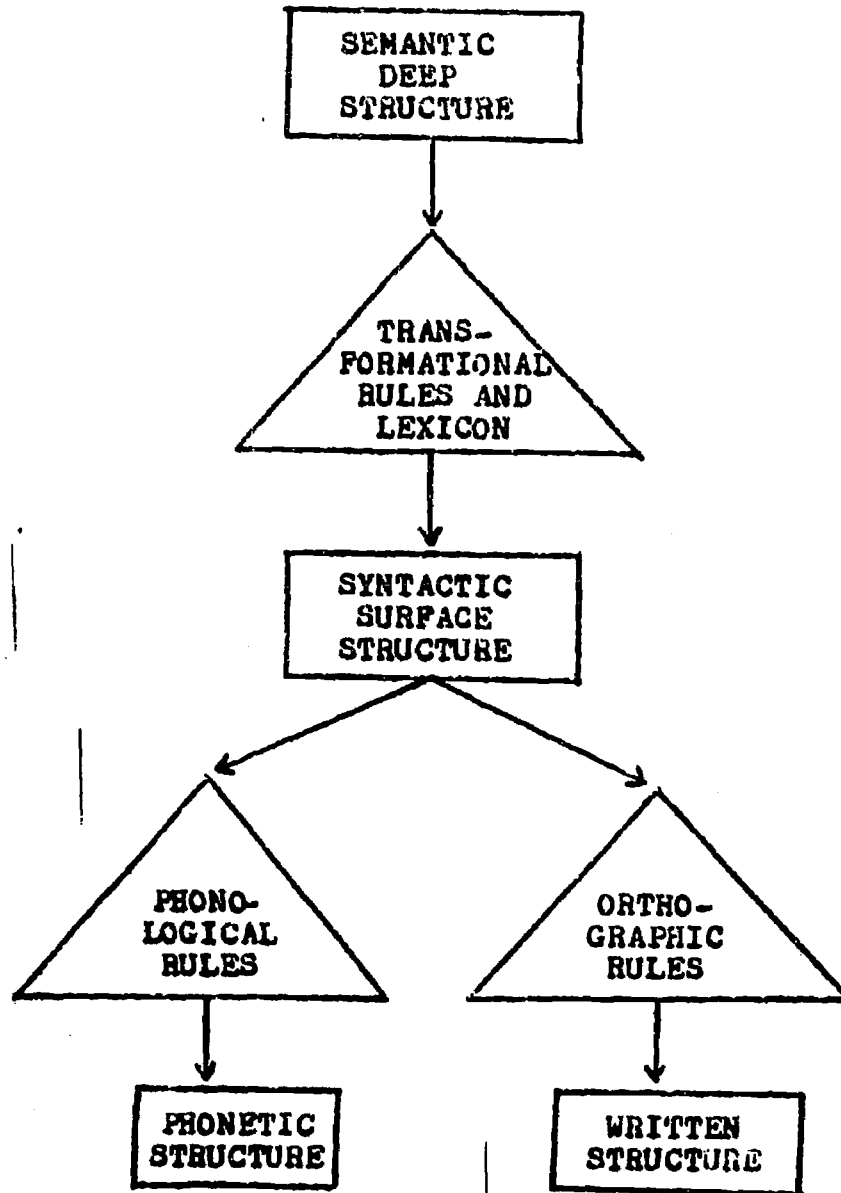 SEMANTIC
DEEP
STRUCTURE
TRANS-
FORMATIONAL
RULES AND
LEXICON
SYNTACTIC
SURFACE
STRUCTURE
PHONO-
LOGICAL
RULES
ORTHO-
GRAPHIC
RULES
PHONETIC
STRUCTURE
WRITTEN
STRUCTURE